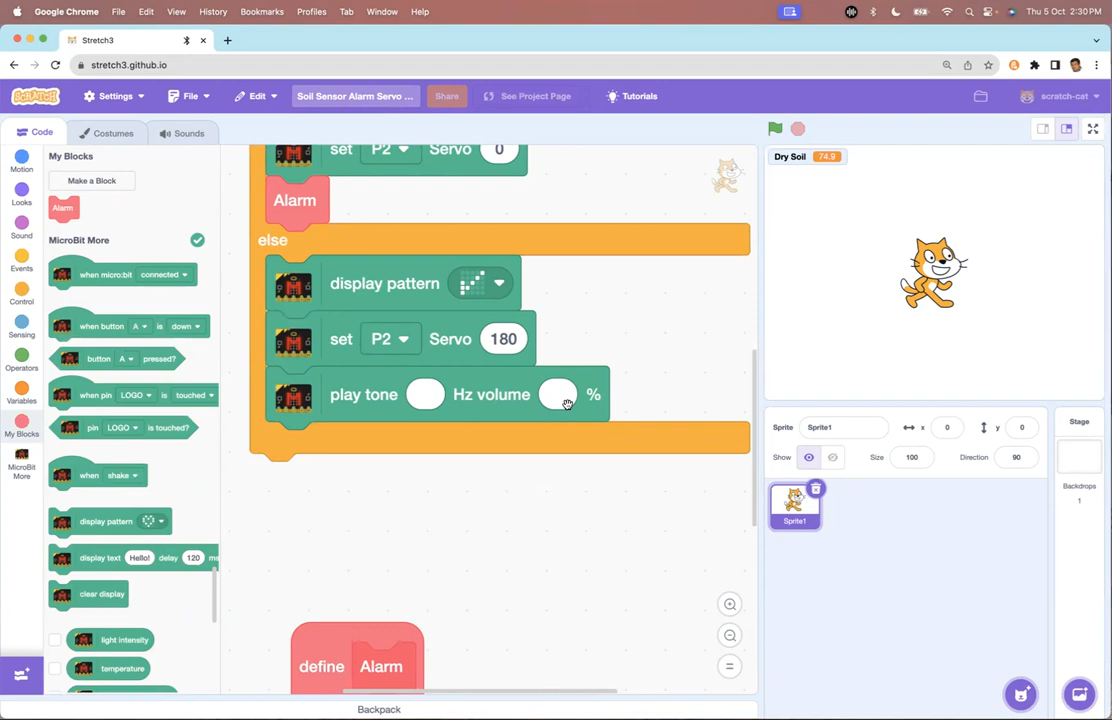 Google Chrome File Edit View History Bookmarks Profiles Tab Window Help Thu 5 Oct 2:30 PM
Stretch3
stretch3.github.io
SCRATCH Settings File Edit Soil Sensor Alarm Servo ... Share See Project Page Tutorials scratch-cat
Code Costumes Sounds
Motion
Looks
Sound
Events
Control
Sensing
Operators
Variables
My Blocks
MicroBit
More
My Blocks
Make a Block
Alarm
MicroBit More
when micro:bit connected
when button A is down
button A pressed?
when pin LOGO is touched
pin LOGO is touched?
when shake
display pattern
display text Hello! delay 120 ms
clear display
light intensity
temperature
set P2 Servo 0
Alarm
else
display pattern
set P2 Servo 180
play tone Hz volume %
define Alarm
Backpack
Dry Soil 74.9
Sprite Sprite1 x 0 y 0
Show Size 100 Direction 90
Sprite1
Stage
Backdrops
1